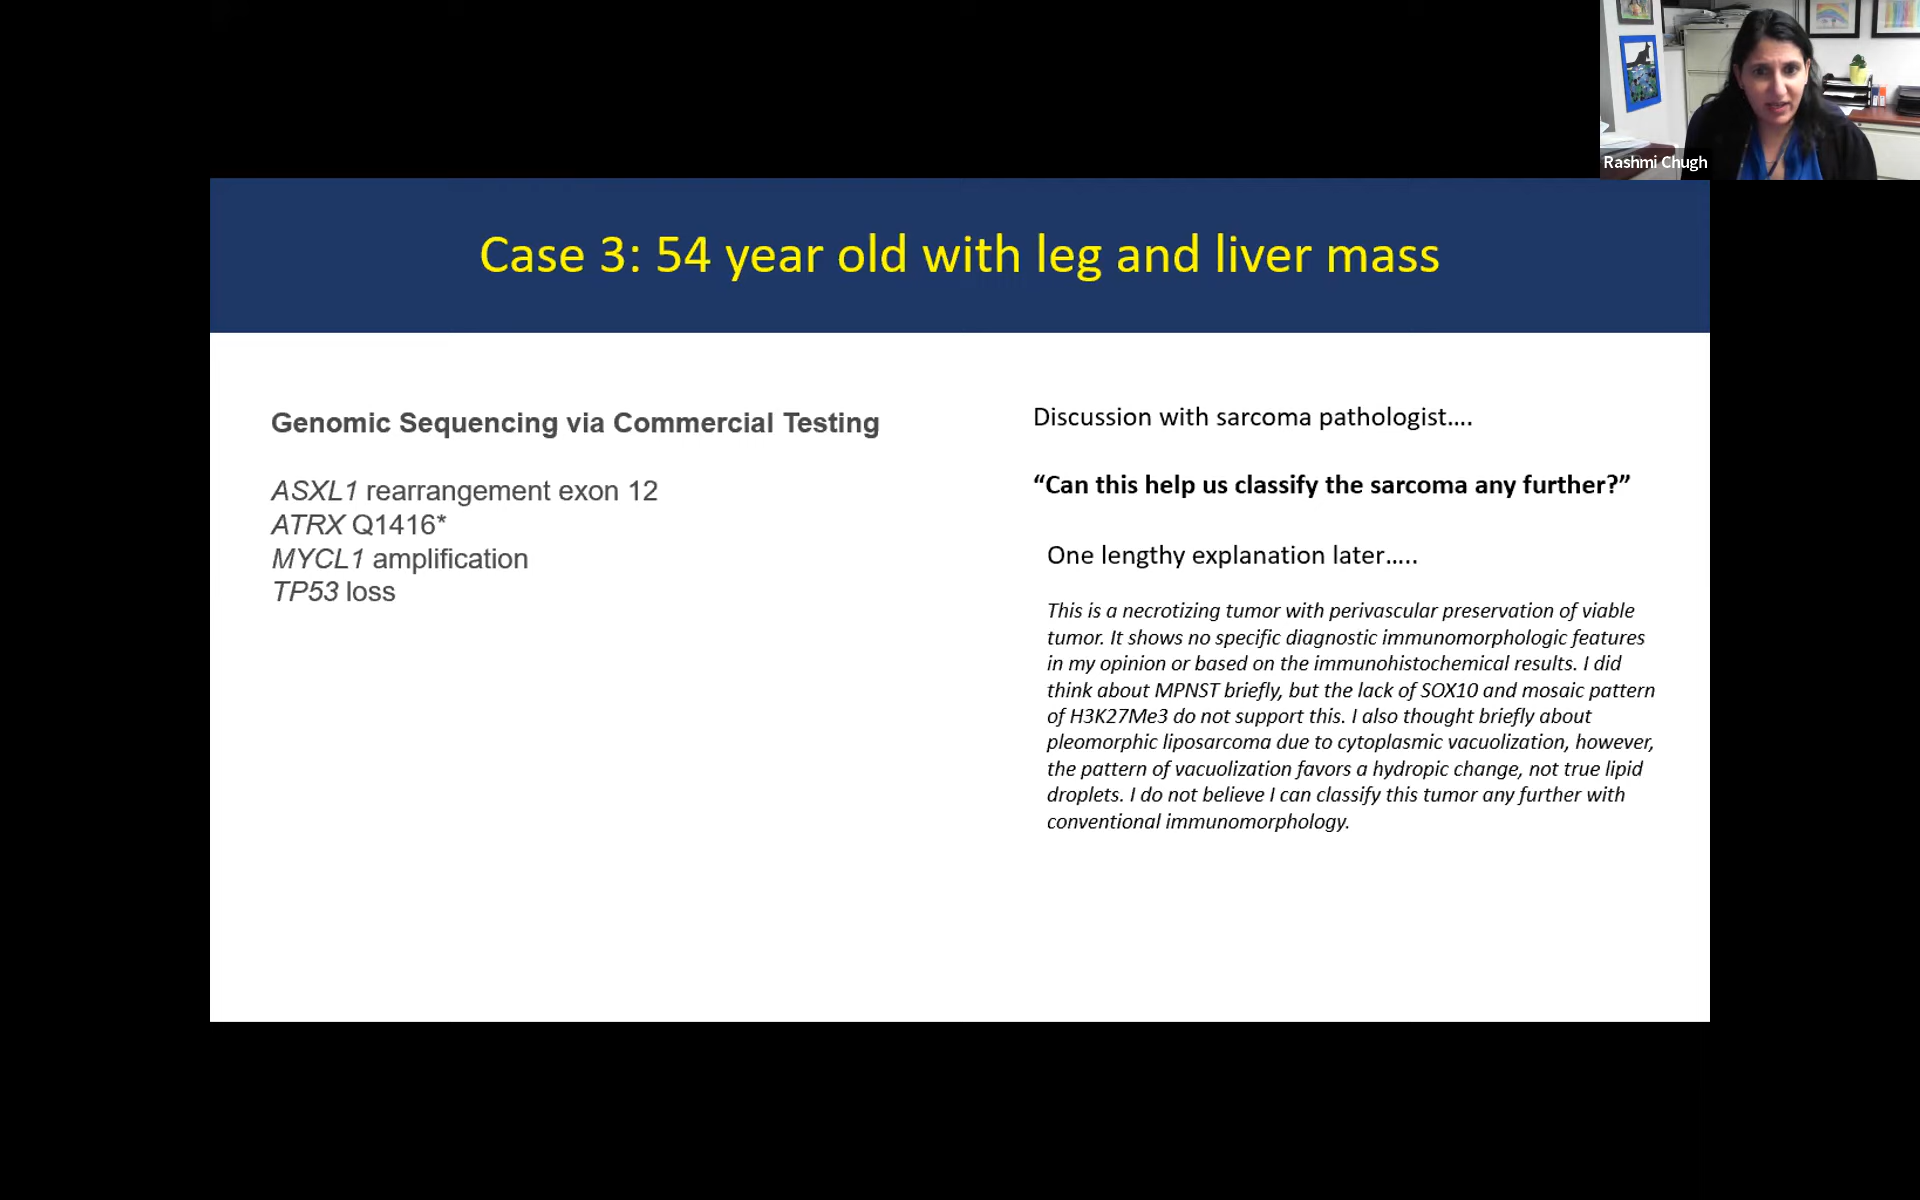 Rashmi Chugh
Case 3: 54 year old with leg and liver mass
Genomic Sequencing via Commercial Testing
ASXL1 rearrangement exon 12
ATRX Q1416*
MYCL1 amplification
TP53 loss
Discussion with sarcoma pathologist....
“Can this help us classify the sarcoma any further?”
One lengthy explanation later.....
This is a necrotizing tumor with perivascular preservation of viable
tumor. It shows no specific diagnostic immunomorphologic features
in my opinion or based on the immunohistochemical results. I did
think about MPNST briefly, but the lack of SOX10 and mosaic pattern
of H3K27Me3 do not support this. I also thought briefly about
pleomorphic liposarcoma due to cytoplasmic vacuolization, however,
the pattern of vacuolization favors a hydropic change, not true lipid
droplets. I do not believe I can classify this tumor any further with
conventional immunomorphology.